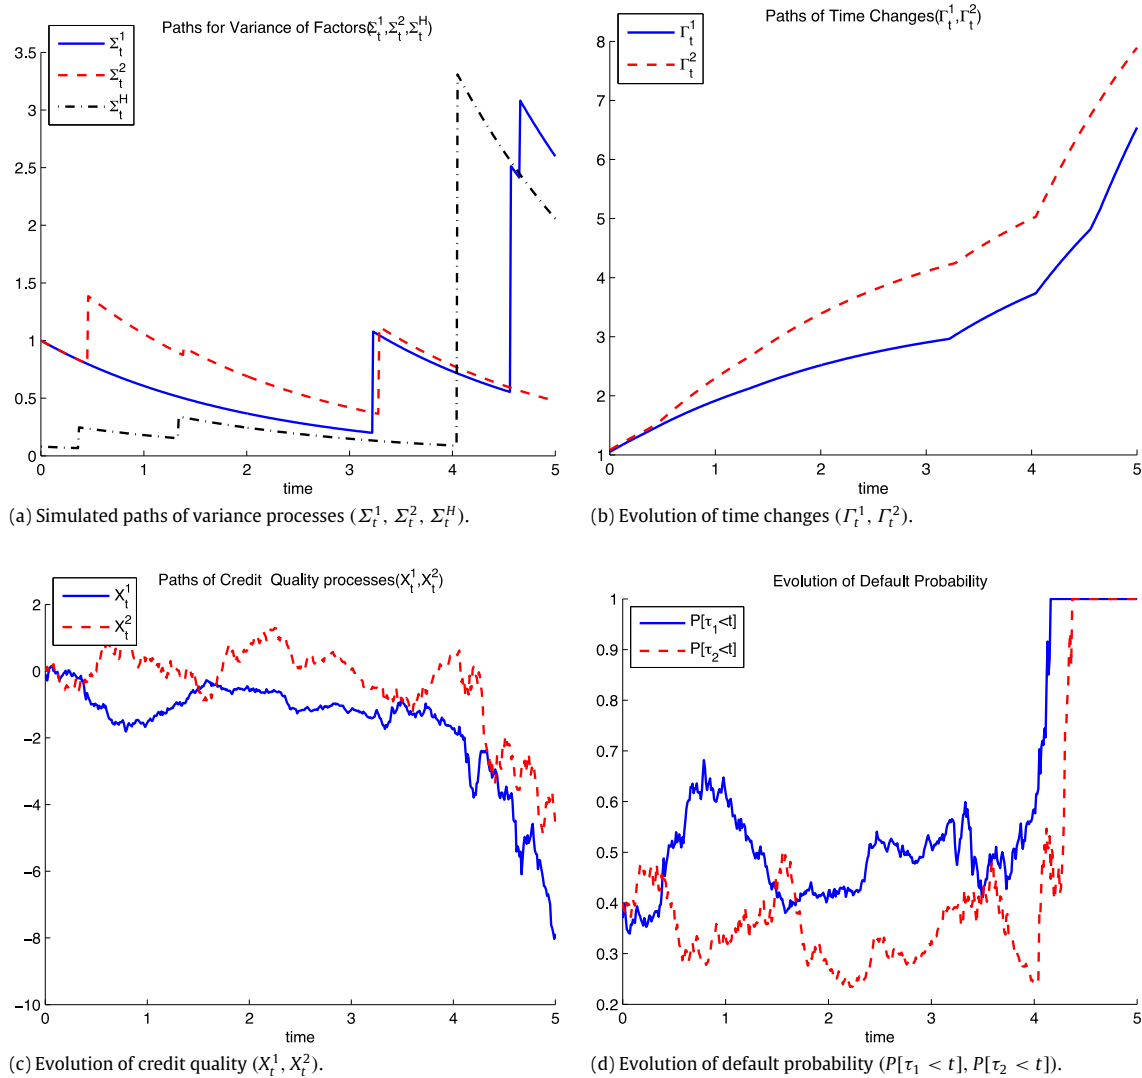 Paths for Variance of Factors(Σ_t^1,Σ_t^2,Σ_t^H)
Σ_t^1
Σ_t^2
Σ_t^H
3.5
3
2.5
2
1.5
1
0.5
0
0 1 2 3 4 5
time
(a) Simulated paths of variance processes (Σ_t^1, Σ_t^2, Σ_t^H).
Paths of Time Changes(Γ_t^1,Γ_t^2)
Γ_t^1
Γ_t^2
8
7
6
5
4
3
2
1
0 1 2 3 4 5
time
(b) Evolution of time changes (Γ_t^1, Γ_t^2).
Paths of Credit Quality processes(X_t^1,X_t^2)
X_t^1
X_t^2
2
0
−2
−4
−6
−8
−10
0 1 2 3 4 5
time
(c) Evolution of credit quality (X_t^1, X_t^2).
Evolution of Default Probability
P[τ_1<t]
P[τ_2<t]
1
0.9
0.8
0.7
0.6
0.5
0.4
0.3
0.2
0 1 2 3 4 5
time
(d) Evolution of default probability (P[τ_1 < t], P[τ_2 < t]).